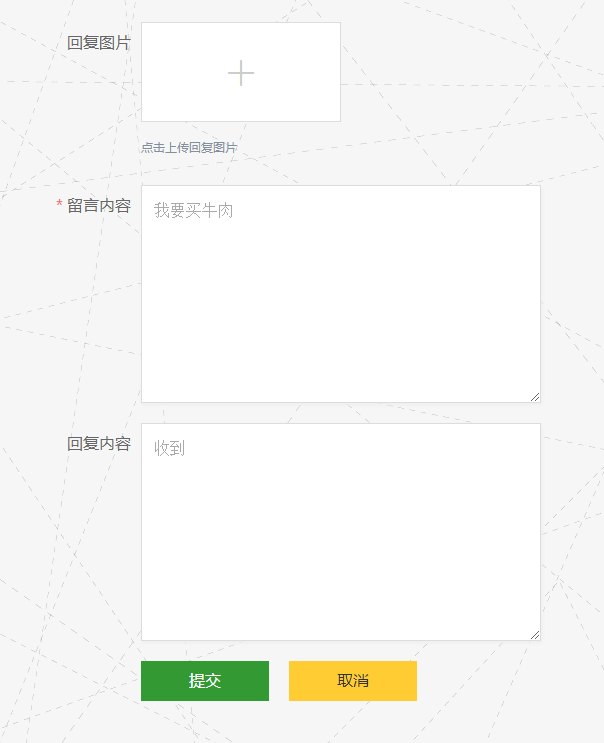 回复图片
点击上传回复图片
* 留言内容
我要买牛肉
回复内容
收到
提交 取消